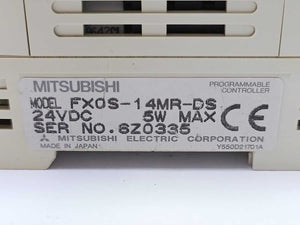 MITSUBISHI
PROGRAMMABLE
CONTROLLER
MODEL FX0S-14MR-DS
24VDC 5W MAX
SER NO.6Z0335
MITSUBISHI ELECTRIC CORPORATION
MADE IN JAPAN Y550D21701A